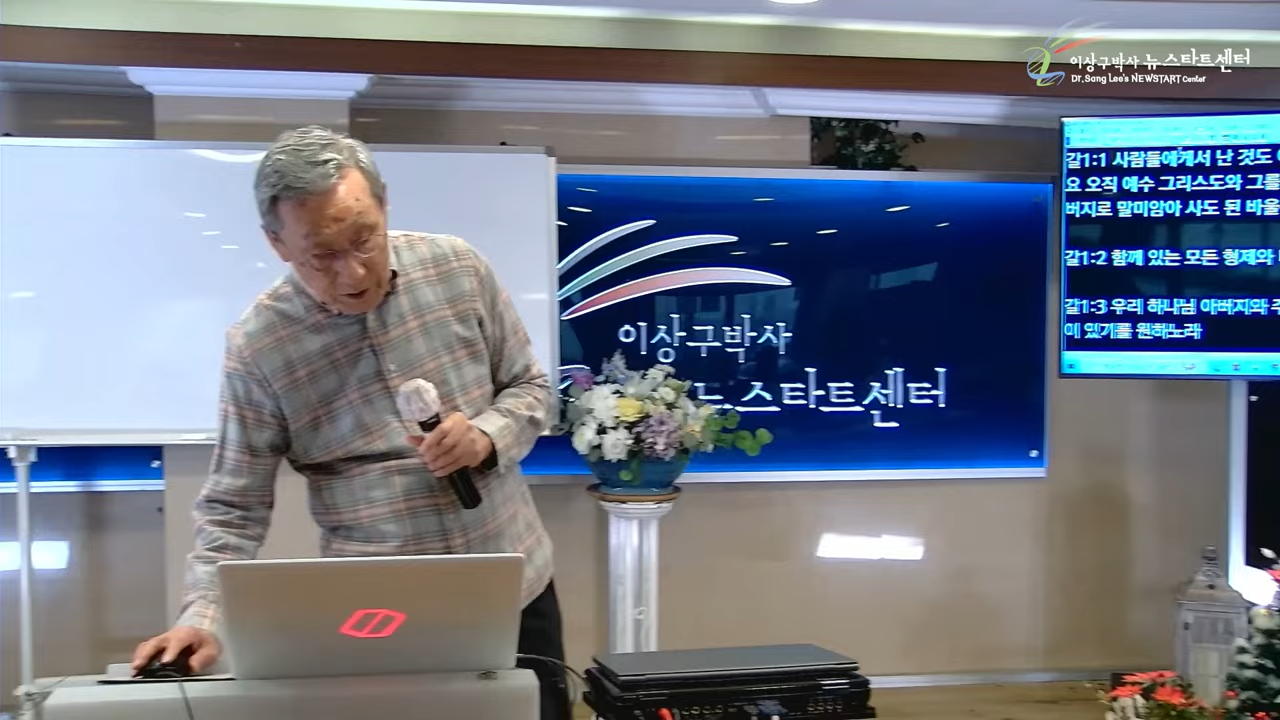 이상구박사 뉴스타트센터
Dr. Sang Lee's NEWSTART Center
갈1:1 사람들에게서 난 것도
요 오직 예수 그리스도와 그를
버지로 말미암아 사도 된 바울
갈1:2 함께 있는 모든 형제와
갈1:3 우리 하나님 아버지와
이 있기를 원하노라
이상구박사
스타트센터